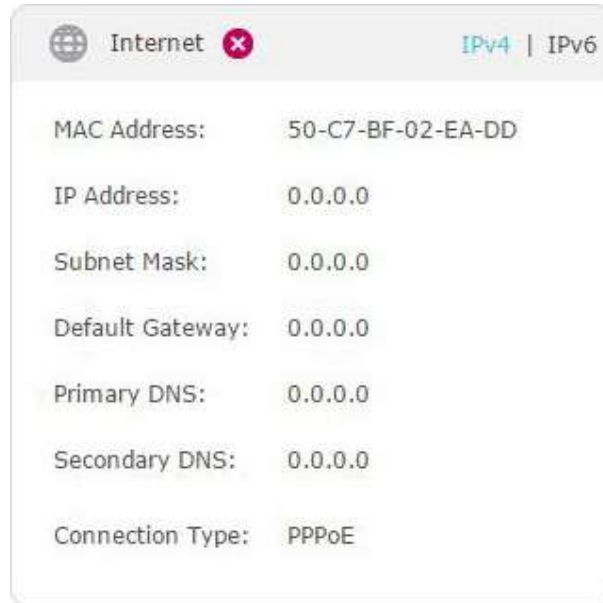 Internet IPv4 | IPv6
MAC Address: 50-C7-BF-02-EA-DD
IP Address: 0.0.0.0
Subnet Mask: 0.0.0.0
Default Gateway: 0.0.0.0
Primary DNS: 0.0.0.0
Secondary DNS: 0.0.0.0
Connection Type: PPPoE